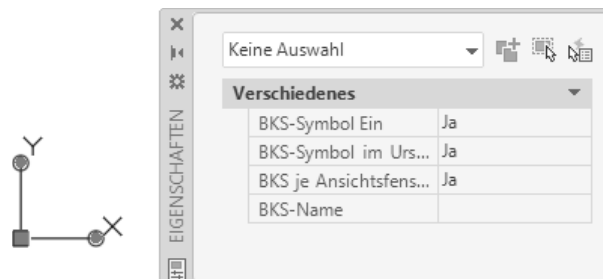 Keine Auswahl
Verschiedenes
BKS-Symbol Ein Ja
BKS-Symbol im Urs... Ja
BKS je Ansichtsfens... Ja
BKS-Name
EIGENSCHAFTEN
Y
X